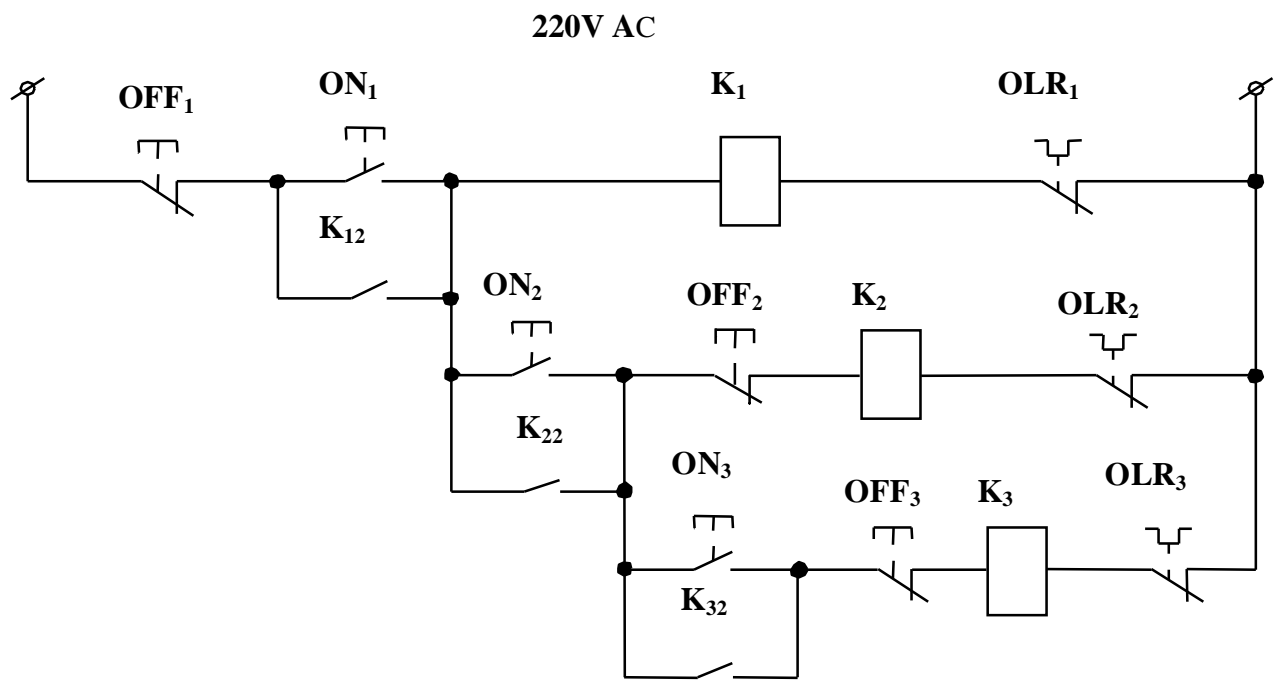 220V AC
ON₁ K₁ OLR₁
OFF₁
K₁₂
ON₂ OFF₂ K₂ OLR₂
K₂₂
ON₃ OFF₃ K₃ OLR₃
K₃₂